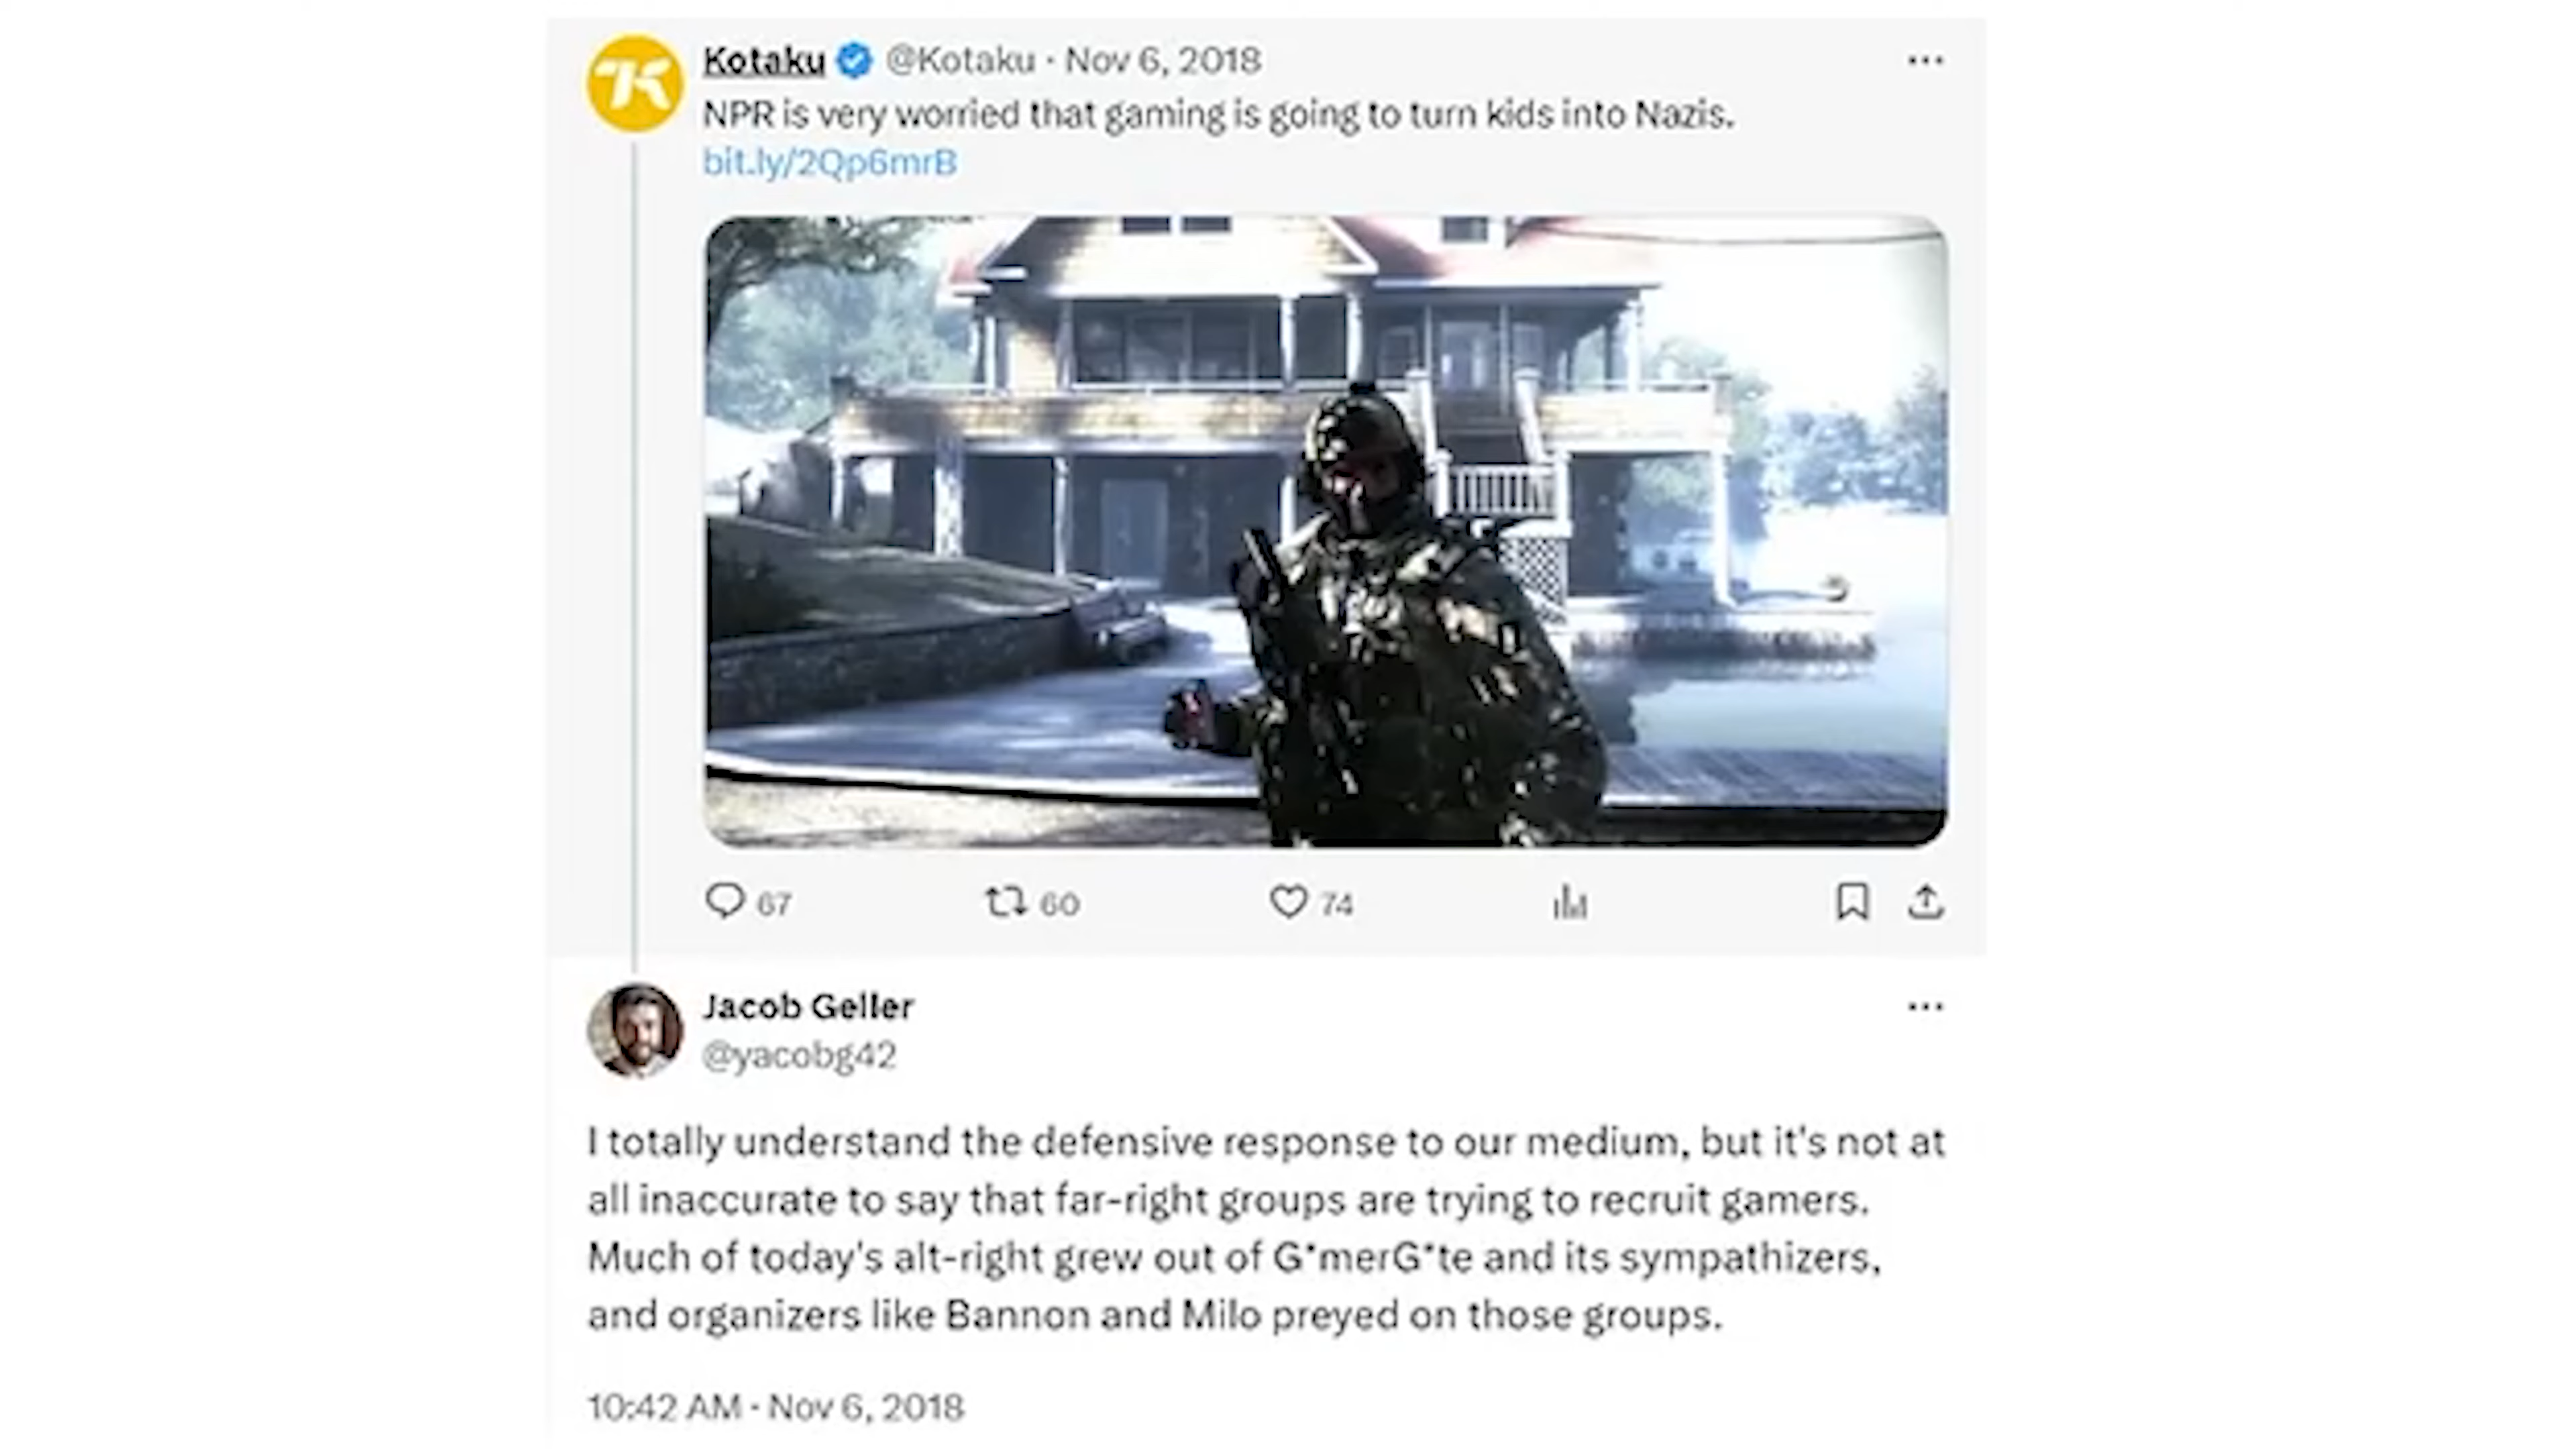 Kotaku @Kotaku · Nov 6, 2018
NPR is very worried that gaming is going to turn kids into Nazis.
bit.ly/2Qp6mrB
67 60 74
Jacob Geller
@yacobg42
I totally understand the defensive response to our medium, but it's not at
all inaccurate to say that far-right groups are trying to recruit gamers.
Much of today's alt-right grew out of G*merG*te and its sympathizers,
and organizers like Bannon and Milo preyed on those groups.
10:42 AM · Nov 6, 2018